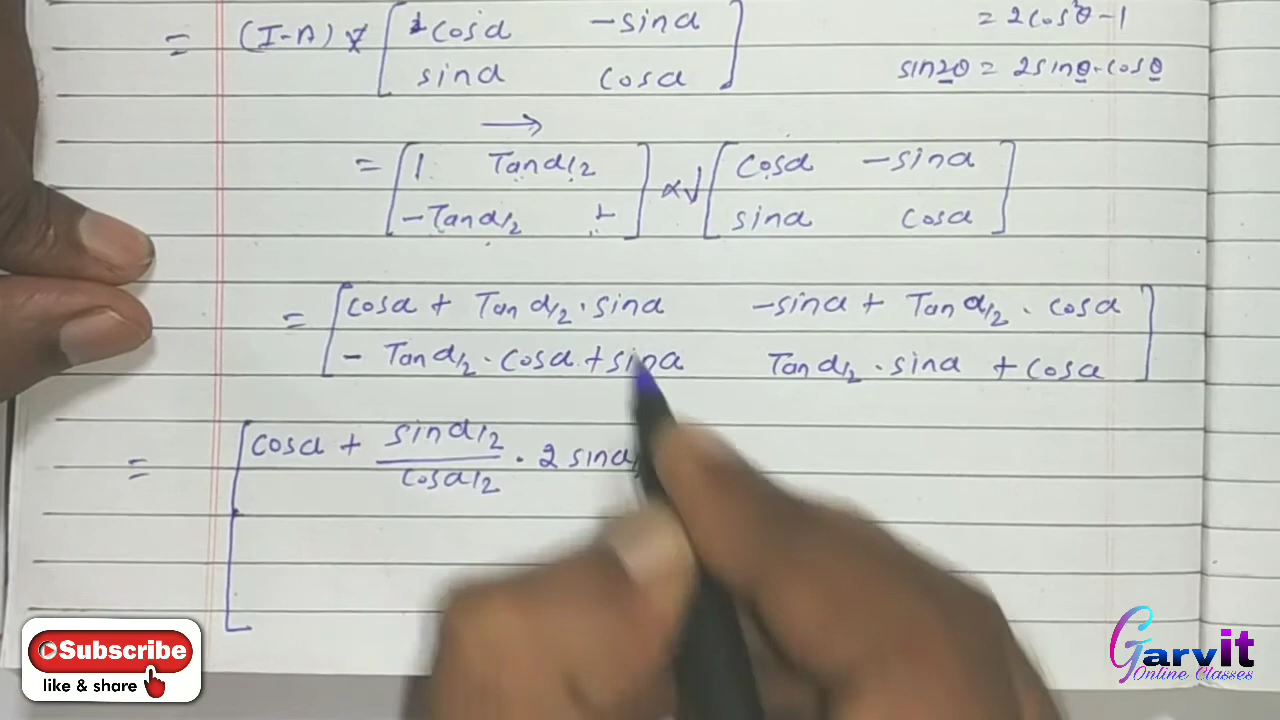 = (I-A) × [cosα -sinα
sinα cosα]
= 2cos²θ-1
sin2θ = 2sinθ·cosθ
= [1 Tanα/2
-Tanα/2 1] × [cosα -sinα
sinα cosα]
= [cosα + Tanα/2·sinα -sinα + Tanα/2·cosα
- Tanα/2·cosα + sinα Tanα/2·sinα + cosα]
= [cosα + sinα/2 / cosα/2 · 2 sinα
Subscribe
like & share
Garvit
Online Classes